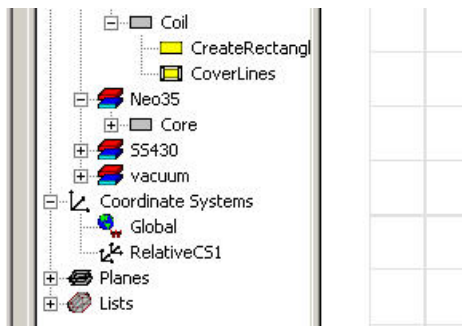 Coil
CreateRectangl
CoverLines
Neo35
Core
SS430
vacuum
Coordinate Systems
Global
RelativeCS1
Planes
Lists